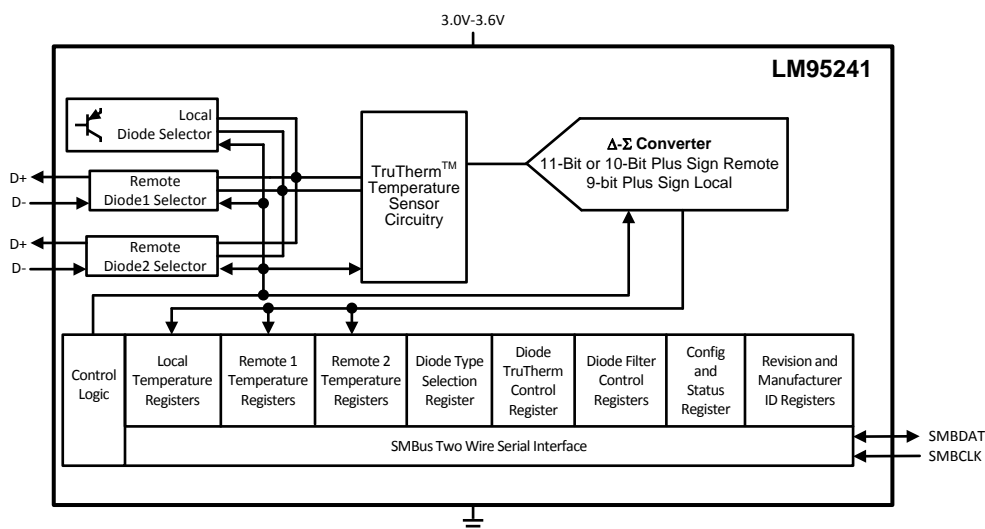 3.0V-3.6V
LM95241
Local
Diode Selector
D+
D-
Remote
Diode1 Selector
D+
D-
Remote
Diode2 Selector
TruTherm™
Temperature
Sensor
Circuitry
Δ-Σ Converter
11-Bit or 10-Bit Plus Sign Remote
9-bit Plus Sign Local
Control
Logic
Local
Temperature
Registers
Remote 1
Temperature
Registers
Remote 2
Temperature
Registers
Diode Type
Selection
Register
Diode
TruTherm
Control
Register
Diode Filter
Control
Registers
Config
and
Status
Register
Revision and
Manufacturer
ID Registers
SMBus Two Wire Serial Interface
SMBDAT
SMBCLK